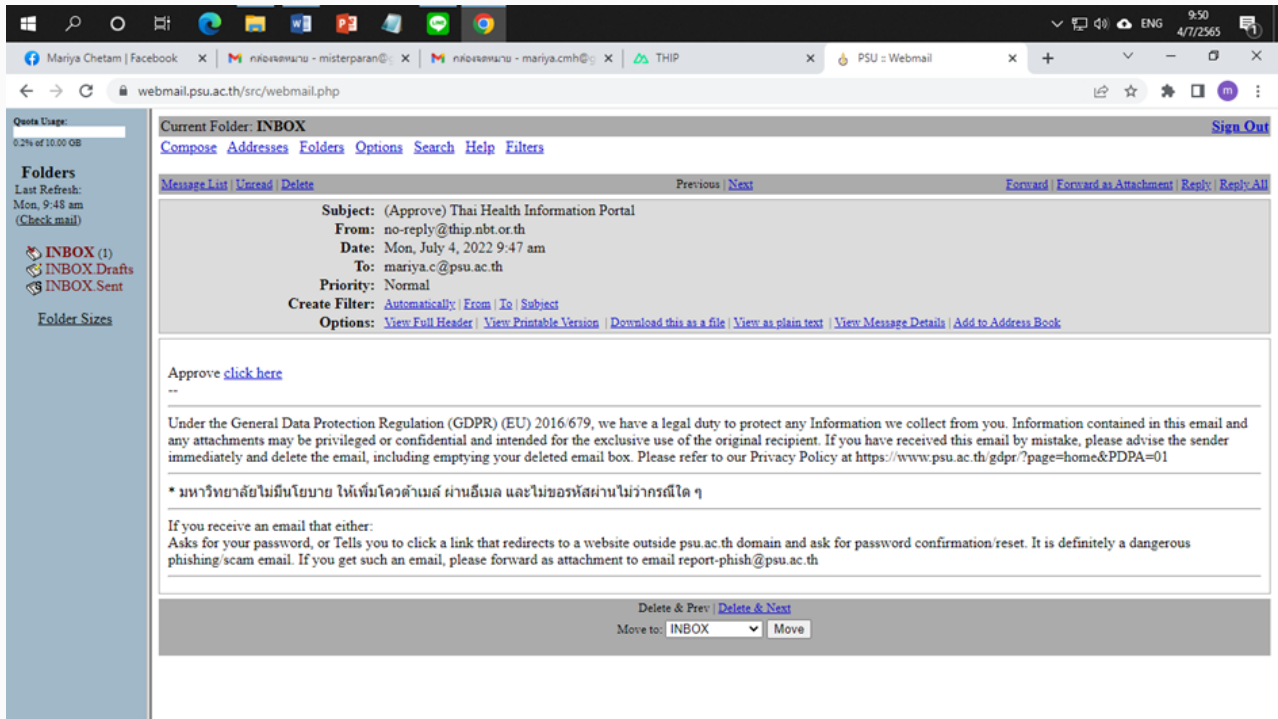 9:50
ENG
4/7/2565
Mariya Chetam | Facebook
กล่องจดหมาย - misterparan@
กล่องจดหมาย - mariya.cmh@g
THIP
PSU :: Webmail
webmail.psu.ac.th/src/webmail.php
m
Quota Usage:
0.2% of 10.00 GB
Folders
Last Refresh:
Mon, 9:48 am
(Check mail)
INBOX (1)
INBOX.Drafts
INBOX.Sent
Folder Sizes
Current Folder: INBOX Sign Out
Compose Addresses Folders Options Search Help Filters
Message List | Unread | Delete Previous | Next Forward | Forward as Attachment | Reply | Reply All
Subject: (Approve) Thai Health Information Portal
From: no-reply@thip.nbt.or.th
Date: Mon, July 4, 2022 9:47 am
To: mariya.c@psu.ac.th
Priority: Normal
Create Filter: Automatically | From | To | Subject
Options: View Full Header | View Printable Version | Download this as a file | View as plain text | View Message Details | Add to Address Book
Approve click here
--
Under the General Data Protection Regulation (GDPR) (EU) 2016/679, we have a legal duty to protect any Information we collect from you. Information contained in this email and
any attachments may be privileged or confidential and intended for the exclusive use of the original recipient. If you have received this email by mistake, please advise the sender
immediately and delete the email, including emptying your deleted email box. Please refer to our Privacy Policy at https://www.psu.ac.th/gdpr/?page=home&PDPA=01
* มหาวิทยาลัยไม่มีนโยบาย ให้เพิ่มโควต้าเมล์ ผ่านอีเมล และไม่ขอรหัสผ่านไม่ว่ากรณีใด ๆ
If you receive an email that either:
Asks for your password, or Tells you to click a link that redirects to a website outside psu.ac.th domain and ask for password confirmation/reset. It is definitely a dangerous
phishing/scam email. If you get such an email, please forward as attachment to email report-phish@psu.ac.th
Delete & Prev | Delete & Next
Move to: INBOX Move